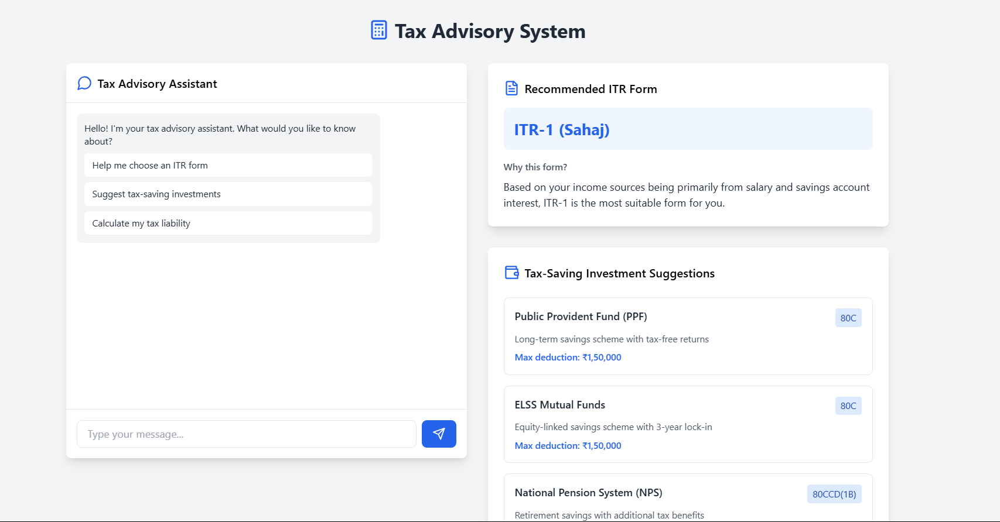 Tax Advisory System
Tax Advisory Assistant
Hello! I'm your tax advisory assistant. What would you like to know
about?
Help me choose an ITR form
Suggest tax-saving investments
Calculate my tax liability
Type your message...
Recommended ITR Form
ITR-1 (Sahaj)
Why this form?
Based on your income sources being primarily from salary and savings account
interest, ITR-1 is the most suitable form for you.
Tax-Saving Investment Suggestions
Public Provident Fund (PPF)
80C
Long-term savings scheme with tax-free returns
Max deduction: ₹1,50,000
ELSS Mutual Funds
80C
Equity-linked savings scheme with 3-year lock-in
Max deduction: ₹1,50,000
National Pension System (NPS)
80CCD(1B)
Retirement savings with additional tax benefits